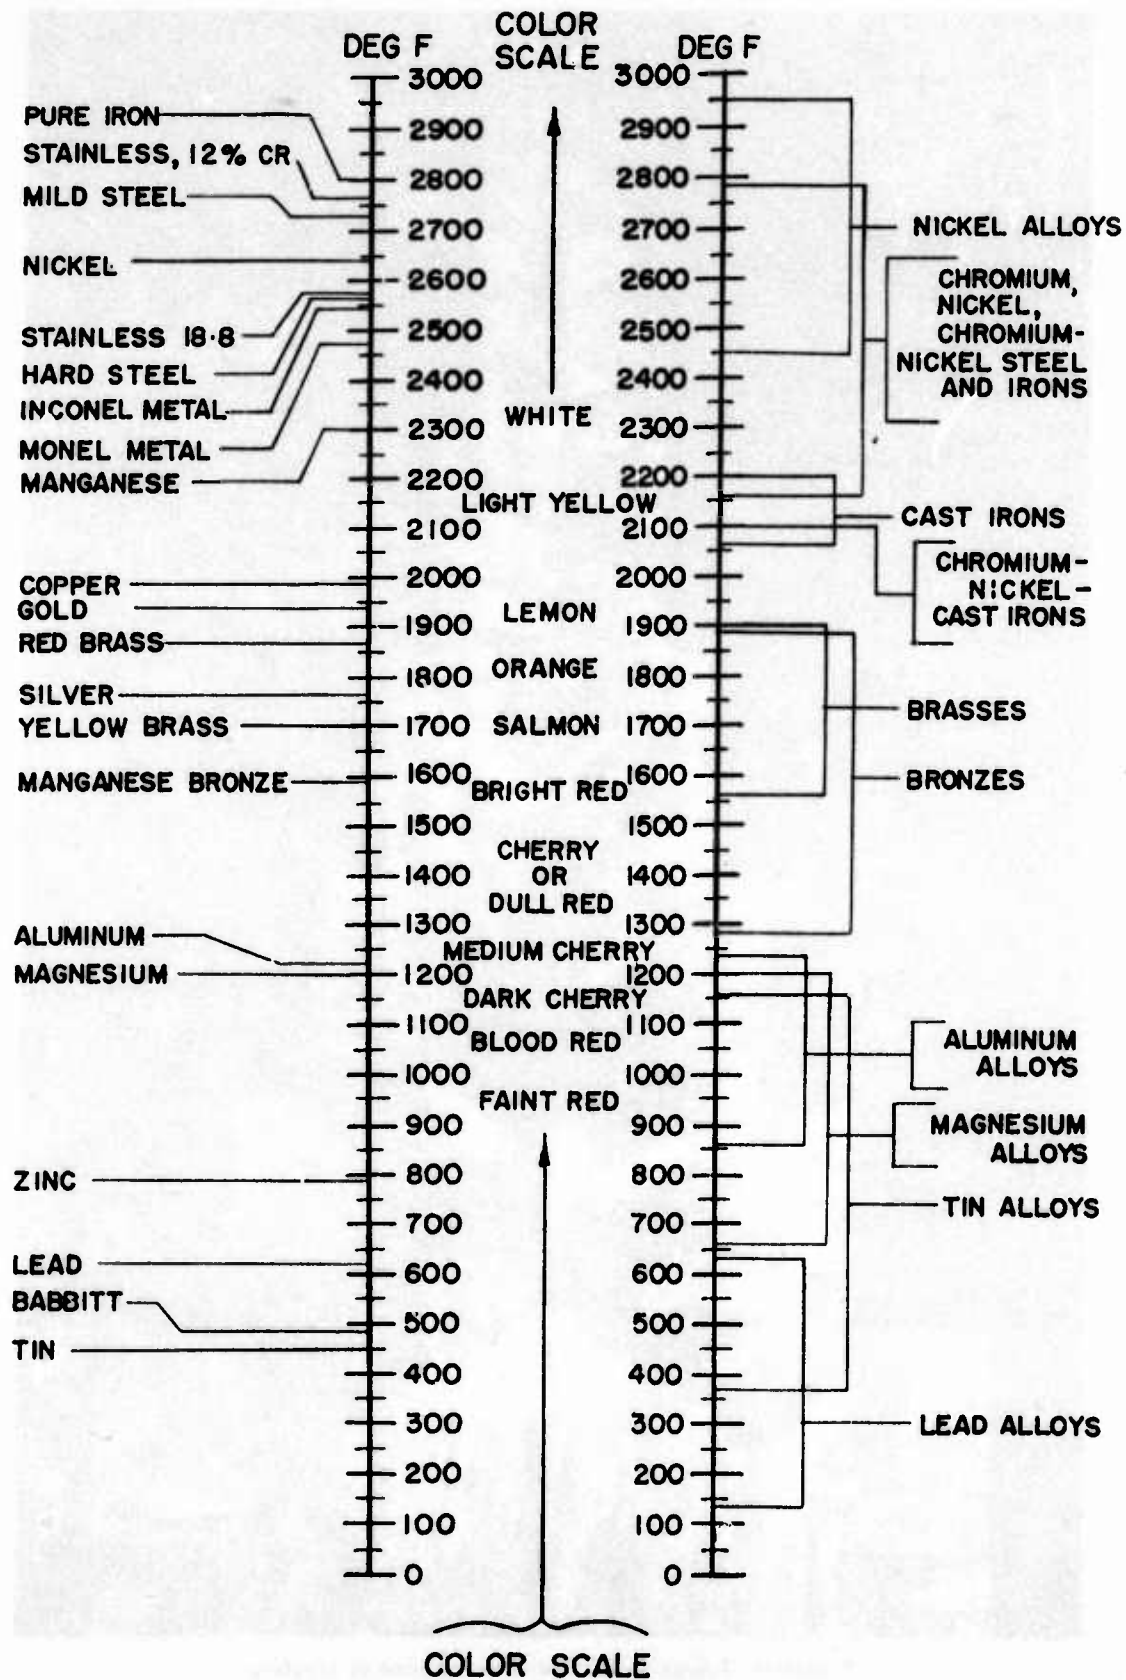 COLOR
SCALE
DEG F
DEG F
3000
2900
2800
2700
2600
2500
2400
2300
2200
2100
2000
1900
1800
1700
1600
1500
1400
1300
1200
1100
1000
900
800
700
600
500
400
300
200
100
0
PURE IRON
STAINLESS, 12% CR
MILD STEEL
NICKEL
STAINLESS 18·8
HARD STEEL
INCONEL METAL
MONEL METAL
MANGANESE
COPPER
GOLD
RED BRASS
SILVER
YELLOW BRASS
MANGANESE BRONZE
ALUMINUM
MAGNESIUM
ZINC
LEAD
BABBITT
TIN
WHITE
LIGHT YELLOW
LEMON
ORANGE
SALMON
BRIGHT RED
CHERRY
OR
DULL RED
MEDIUM CHERRY
DARK CHERRY
BLOOD RED
FAINT RED
3000
2900
2800
2700
2600
2500
2400
2300
2200
2100
2000
1900
1800
1700
1600
1500
1400
1300
1200
1100
1000
900
800
700
600
500
400
300
200
100
0
NICKEL ALLOYS
CHROMIUM,
NICKEL,
CHROMIUM-
NICKEL STEEL
AND IRONS
CAST IRONS
CHROMIUM-
NICKEL-
CAST IRONS
BRASSES
BRONZES
ALUMINUM
ALLOYS
MAGNESIUM
ALLOYS
TIN ALLOYS
LEAD ALLOYS
COLOR SCALE